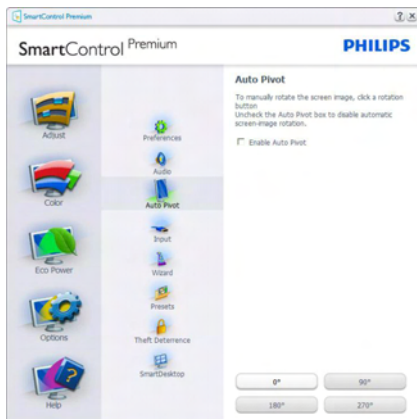 SmartControl Premium
SmartControl Premium
PHILIPS
Adjust
Color
Eco Power
Options
Help
Preferences
Audio
Auto Pivot
Input
Wizard
Presets
Theft Deterrence
SmartDesktop
Auto Pivot
To manually rotate the screen image, click a rotation
button
Uncheck the Auto Pivot box to disable automatic
screen-image rotation.
Enable Auto Pivot
0°
90°
180°
270°